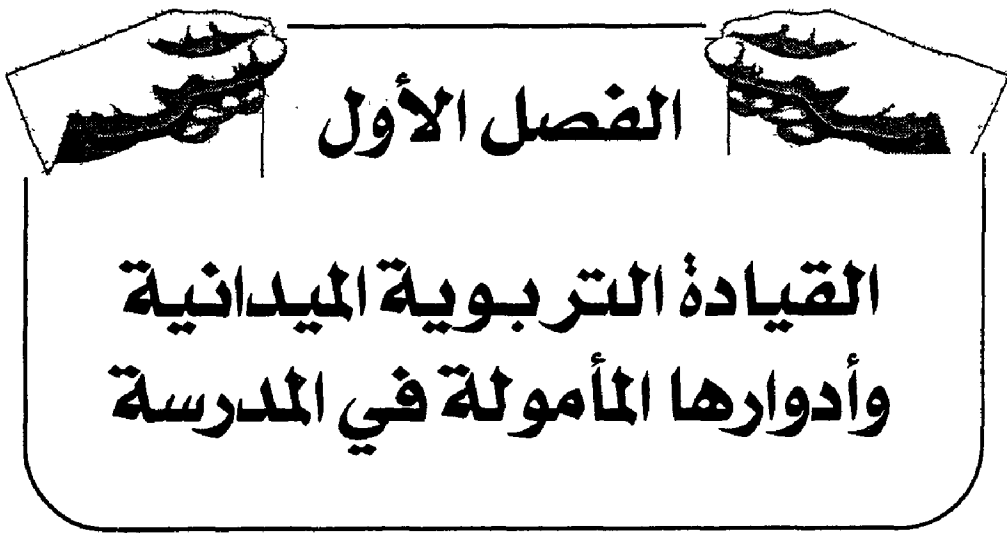 الفصل الأول
القيادة التربوية الميدانية
وأدوارها المأمولة في المدرسة